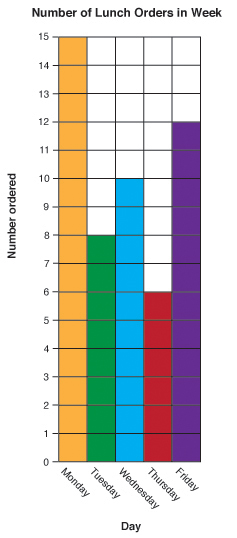 Number of Lunch Orders in Week
15
14
13
12
11
10
9
8
7
6
5
4
3
2
1
0
Number ordered
Monday
Tuesday
Wednesday
Thursday
Friday
Day